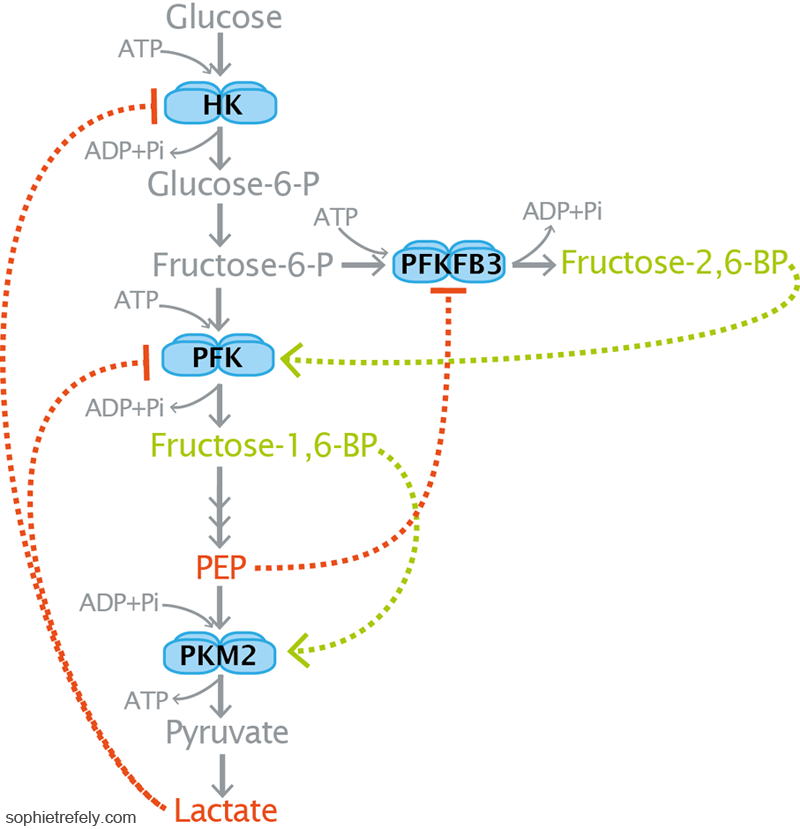 Glucose
ATP
HK
ADP+Pi
Glucose-6-P
ATP
ADP+Pi
Fructose-6-P
PFKFB3
Fructose-2,6-BP
ATP
PFK
ADP+Pi
Fructose-1,6-BP
PEP
ADP+Pi
PKM2
ATP
Pyruvate
Lactate
sophietrefely.com